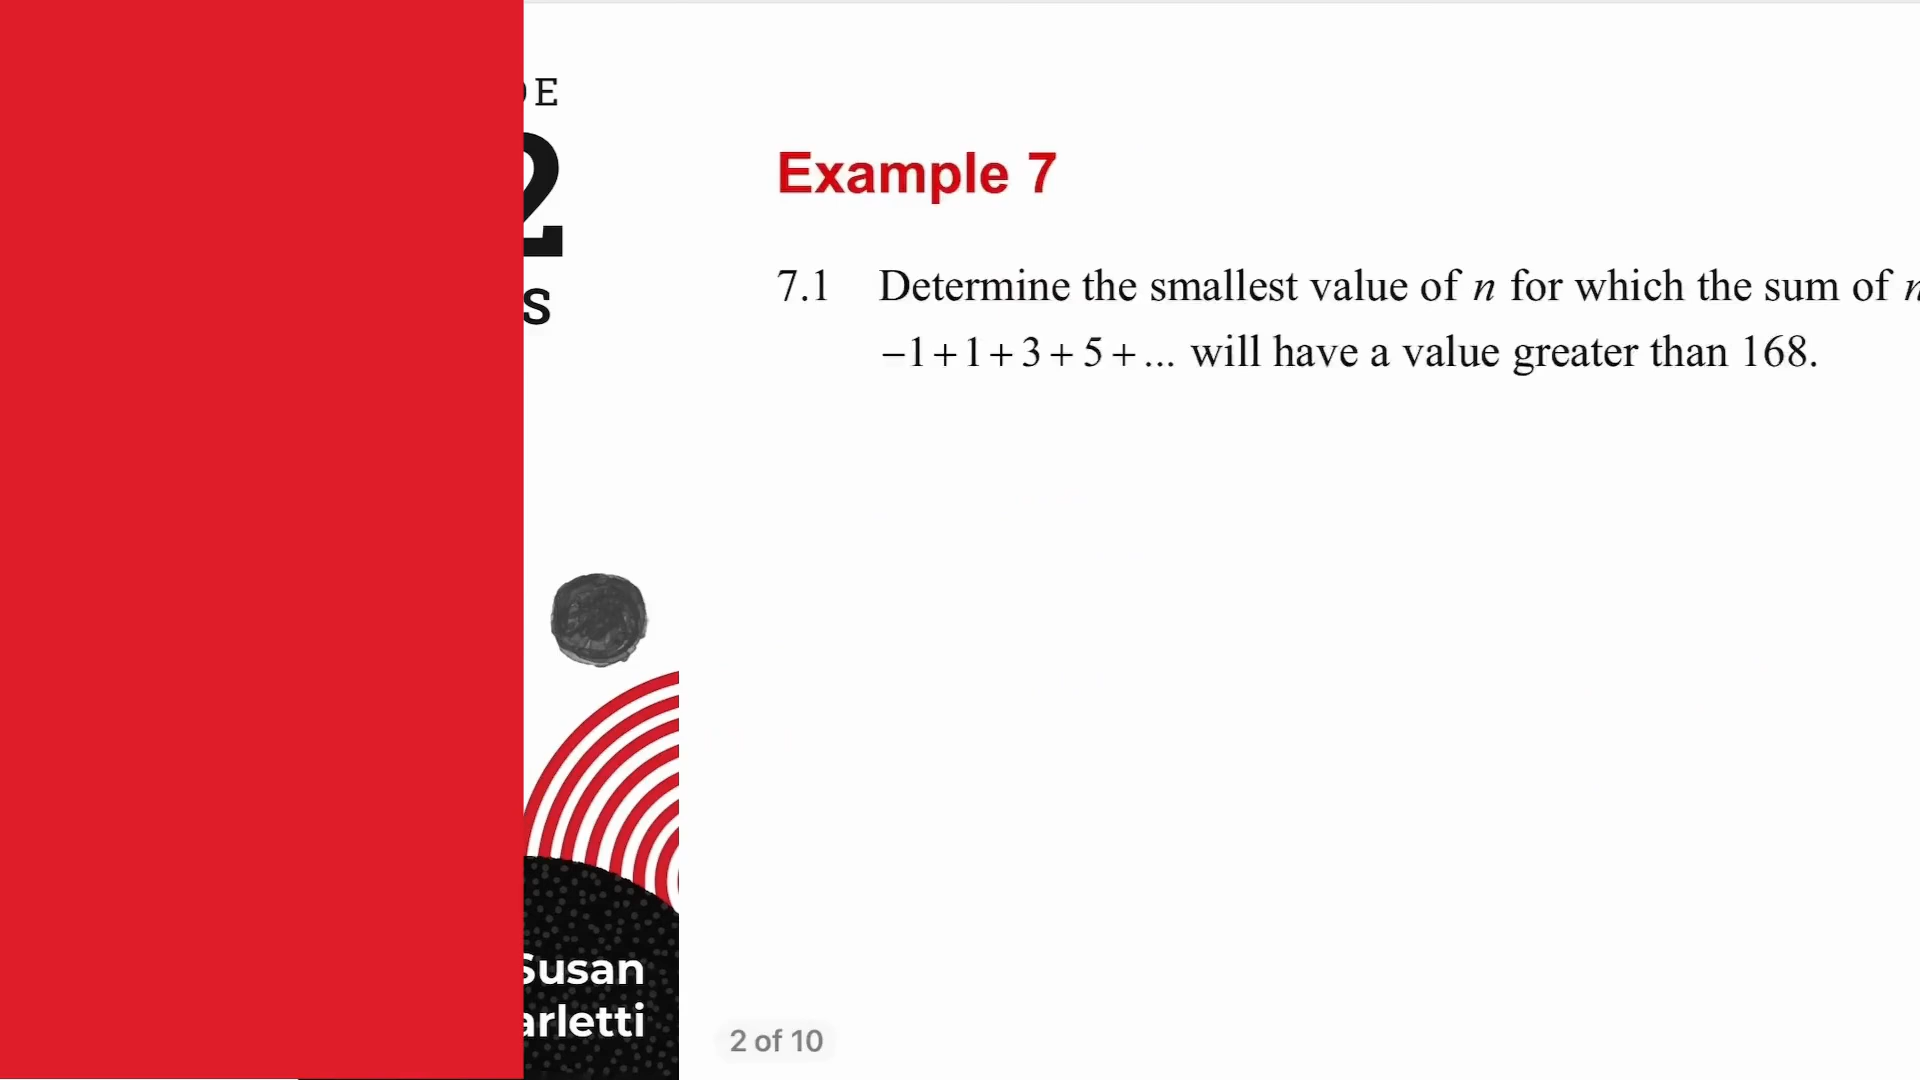 E
2
S
Example 7
7.1 Determine the smallest value of n for which the sum of
−1+1+3+5+... will have a value greater than 168.
Susan
arletti
2 of 10